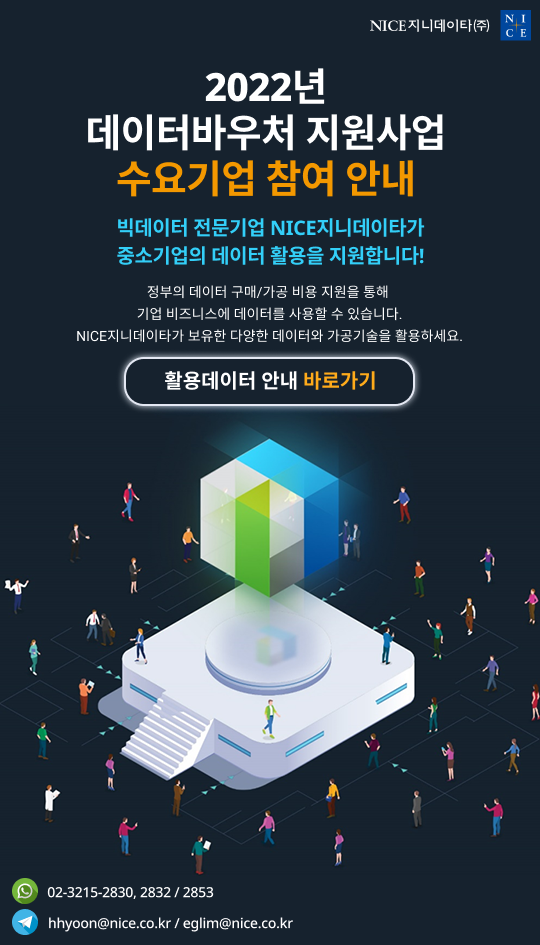 NICE지니데이타(주)
NI
CE
2022년
데이터바우처 지원사업
수요기업 참여 안내
빅데이터 전문기업 NICE지니데이타가
중소기업의 데이터 활용을 지원합니다!
정부의 데이터 구매/가공 비용 지원을 통해
기업 비즈니스에 데이터를 사용할 수 있습니다.
NICE지니데이타가 보유한 다양한 데이터와 가공기술을 활용하세요.
활용데이터 안내 바로가기
02-3215-2830, 2832 / 2853
hhyoon@nice.co.kr / eglim@nice.co.kr